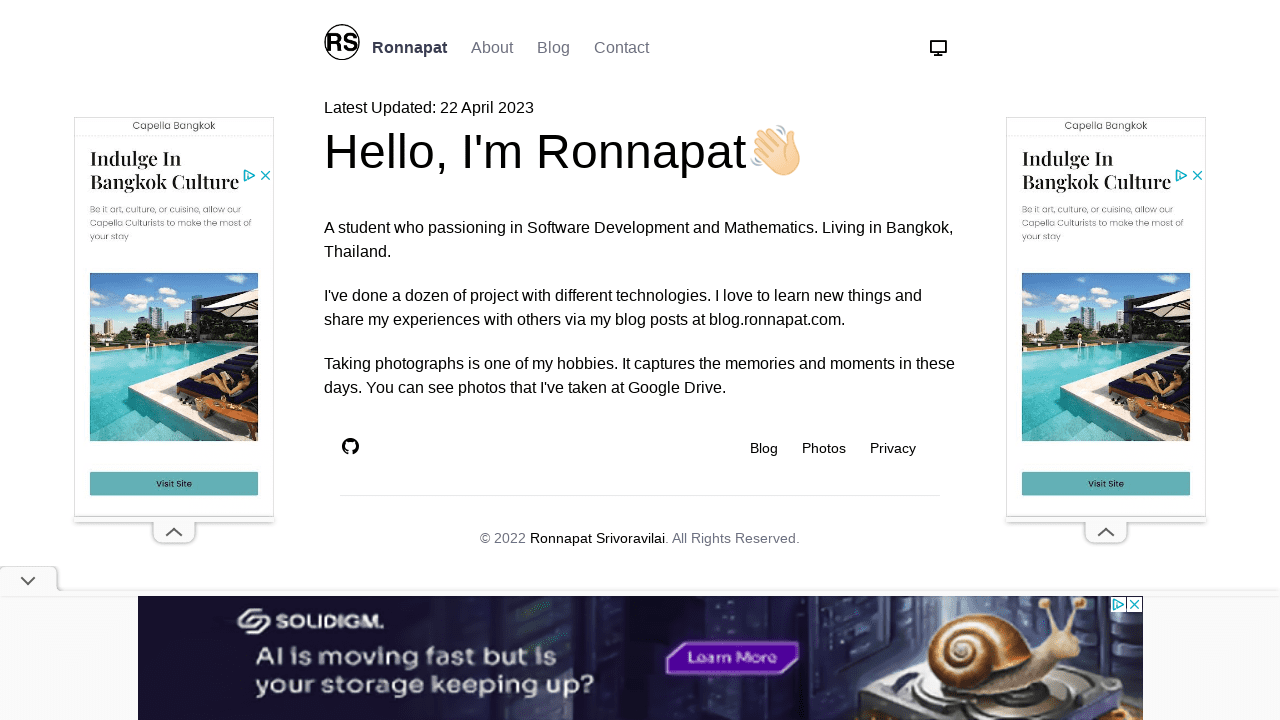 RS Ronnapat About Blog Contact
Latest Updated: 22 April 2023
Hello, I'm Ronnapat👋🏻
A student who passioning in Software Development and Mathematics. Living in Bangkok,
Thailand.
I've done a dozen of project with different technologies. I love to learn new things and
share my experiences with others via my blog posts at blog.ronnapat.com.
Taking photographs is one of my hobbies. It captures the memories and moments in these
days. You can see photos that I've taken at Google Drive.
Blog Photos Privacy
© 2022 Ronnapat Srivoravilai. All Rights Reserved.
Capella Bangkok
Indulge In
Bangkok Culture
Be it art, culture, or cuisine, allow our
Capella Culturists to make the most of
your stay
Visit Site
Capella Bangkok
Indulge In
Bangkok Culture
Be it art, culture, or cuisine, allow our
Capella Culturists to make the most of
your stay
Visit Site
SOLIDIGM.
AI is moving fast but is
your storage keeping up?
Learn More